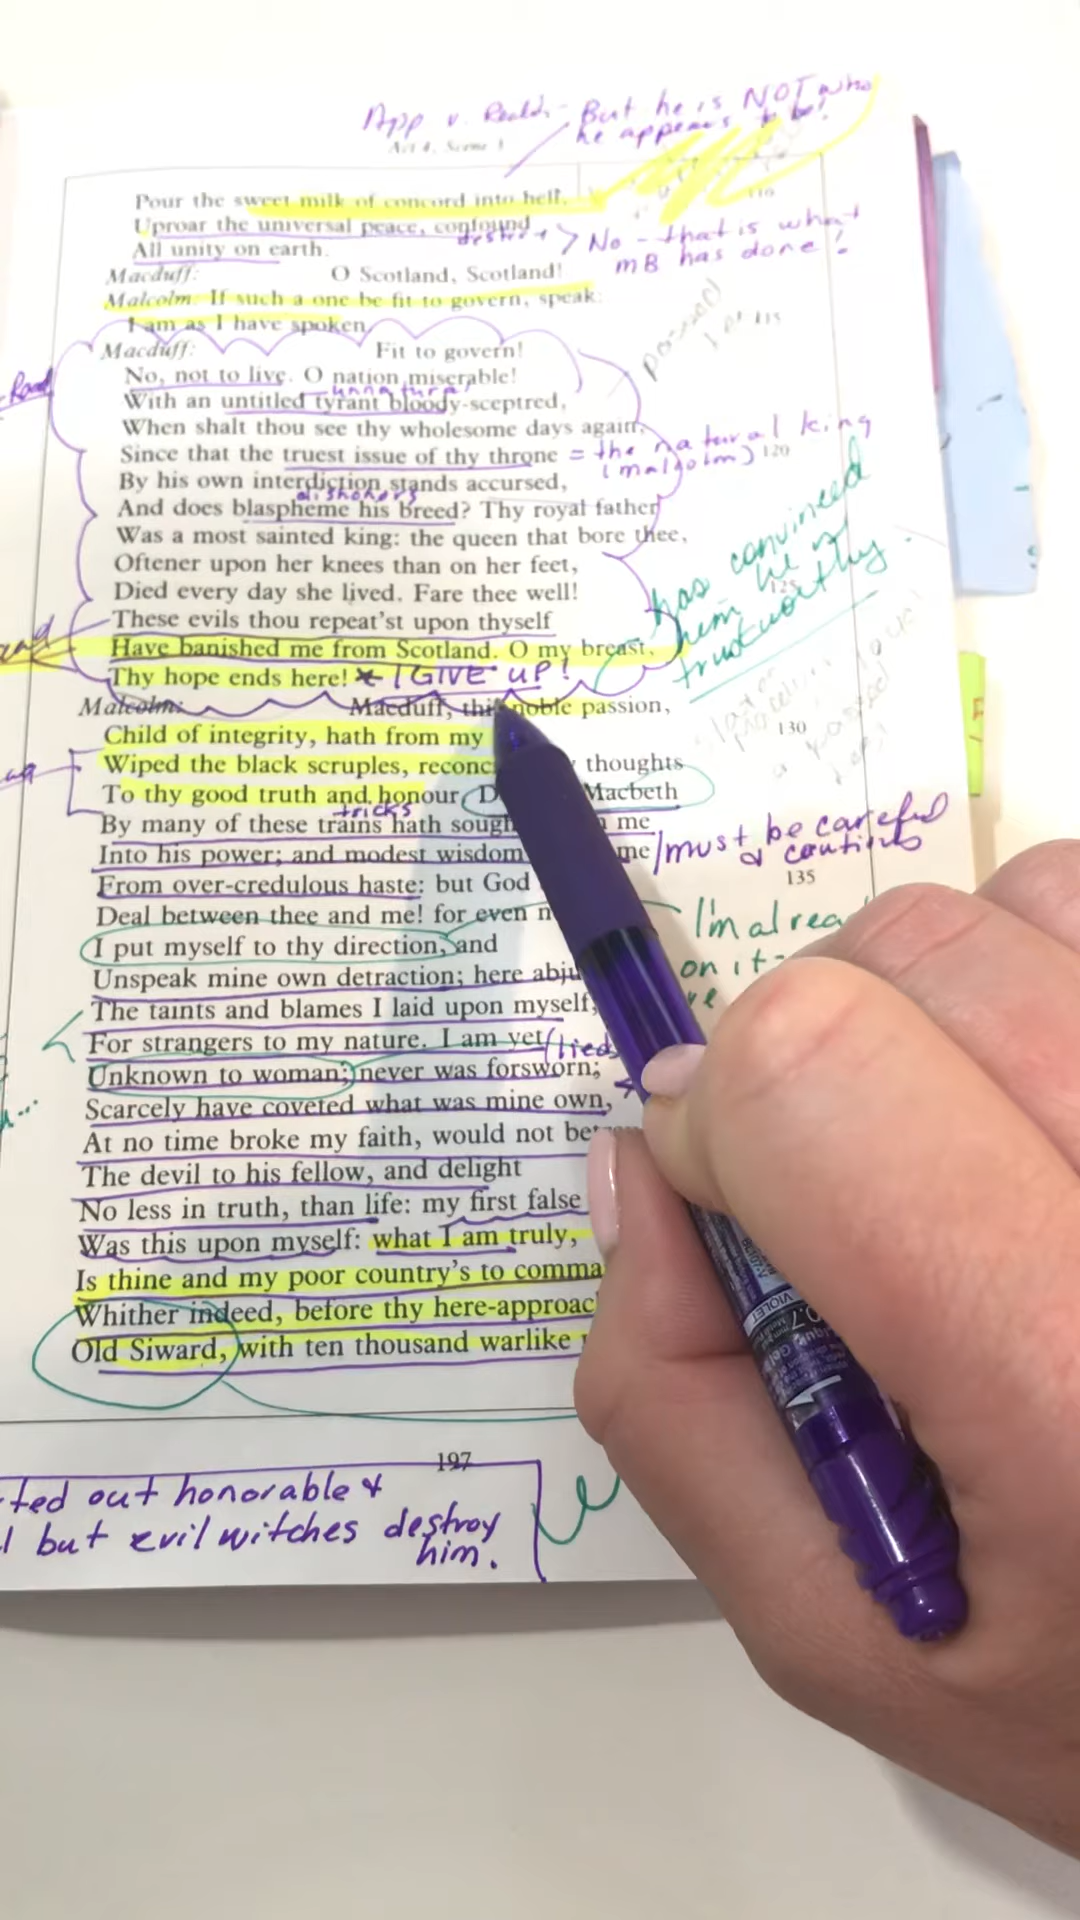 App v. Reality - But he is NOT who
he appears to be!
Act 4, Scene 3
Pour the sweet milk of concord into hell,
110
Uproar the universal peace, confound
destroy > No - that is what
MB has done!
All unity on earth.
Macduff: O Scotland, Scotland!
Malcolm: If such a one be fit to govern, speak:
I am as I have spoken
115
Macduff: Fit to govern!
No, not to live. O nation miserable!
unnatural
With an untitled tyrant bloody-sceptred,
When shalt thou see thy wholesome days again,
Since that the truest issue of thy throne = the natural king
(malcolm) 120
By his own interdiction stands accursed,
dishonors
And does blaspheme his breed? Thy royal father
Was a most sainted king: the queen that bore thee,
Oftener upon her knees than on her feet,
has convinced
them he is
trustworthy.
125
Died every day she lived. Fare thee well!
These evils thou repeat'st upon thyself
Have banished me from Scotland. O my breast,
Thy hope ends here! I GIVE UP!
Malcolm: Macduff, this noble passion,
Child of integrity, hath from my
130
Wiped the black scruples, reconc thoughts
To thy good truth and honour D Macbeth
tricks
By many of these trains hath sough me
Into his power; and modest wisdom me / must be careful
& cautious
135
From over-credulous haste: but God
Deal between thee and me! for even n
I'm alrea
on it-
I put myself to thy direction, and
Unspeak mine own detraction; here abju
The taints and blames I laid upon myself,
For strangers to my nature. I am yet
(lied
Unknown to woman; never was forsworn;
Scarcely have coveted what was mine own,
At no time broke my faith, would not betray
The devil to his fellow, and delight
No less in truth, than life: my first false
Was this upon myself: what I am truly,
Is thine and my poor country's to comma
Whither indeed, before thy here-approac
Old Siward, with ten thousand warlike
197
ted out honorable &
l but evil witches destroy
him.
0.7
VIOLET